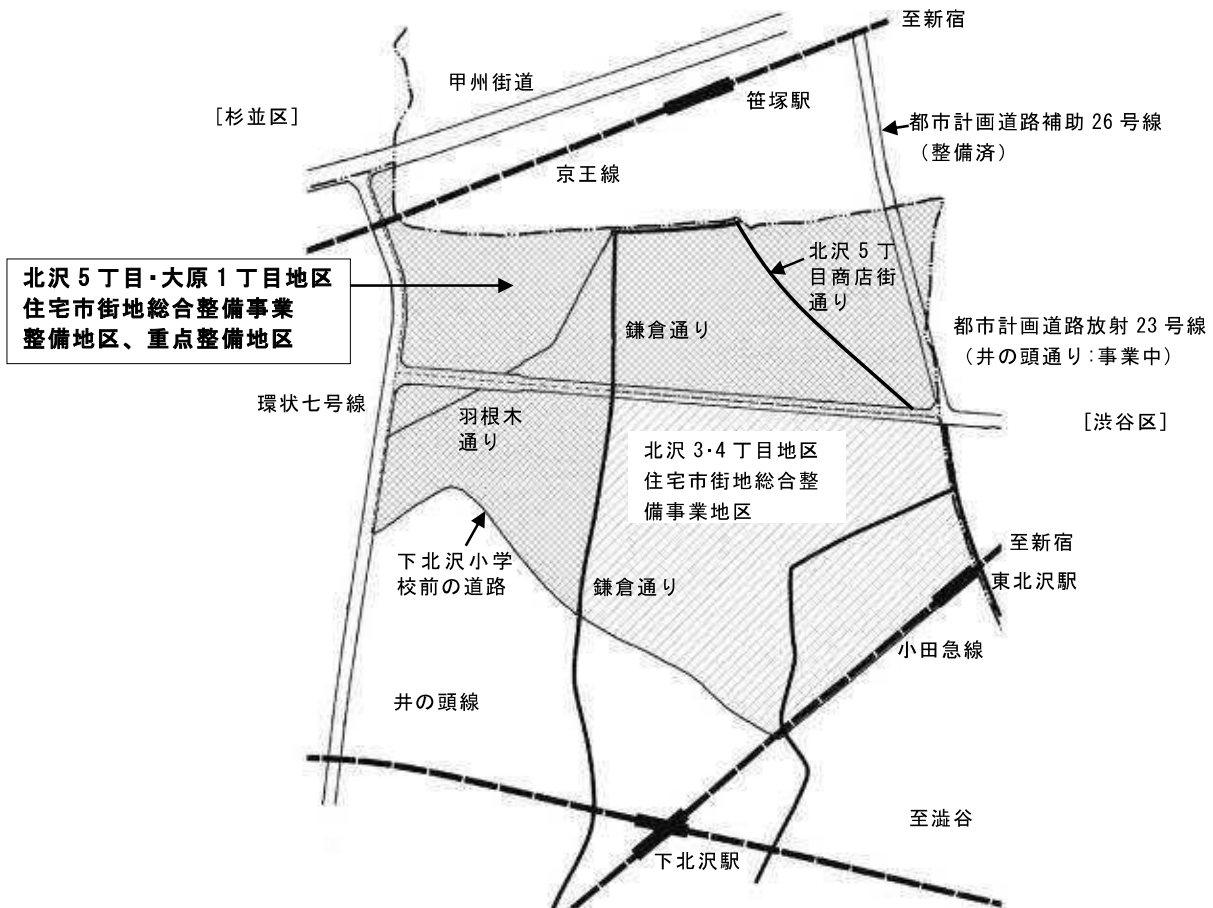 至新宿
甲州街道
[杉並区]
笹塚駅
都市計画道路補助 26 号線
（整備済）
京王線
北沢 5 丁目・大原 1 丁目地区
住宅市街地総合整備事業
整備地区、重点整備地区
北沢 5 丁
目商店街
通り
鎌倉通り
都市計画道路放射 23 号線
（井の頭通り：事業中）
環状七号線
羽根木
通り
[渋谷区]
北沢 3・4 丁目地区
住宅市街地総合整
備事業地区
至新宿
下北沢小学
校前の道路
鎌倉通り
東北沢駅
小田急線
井の頭線
至澁谷
下北沢駅